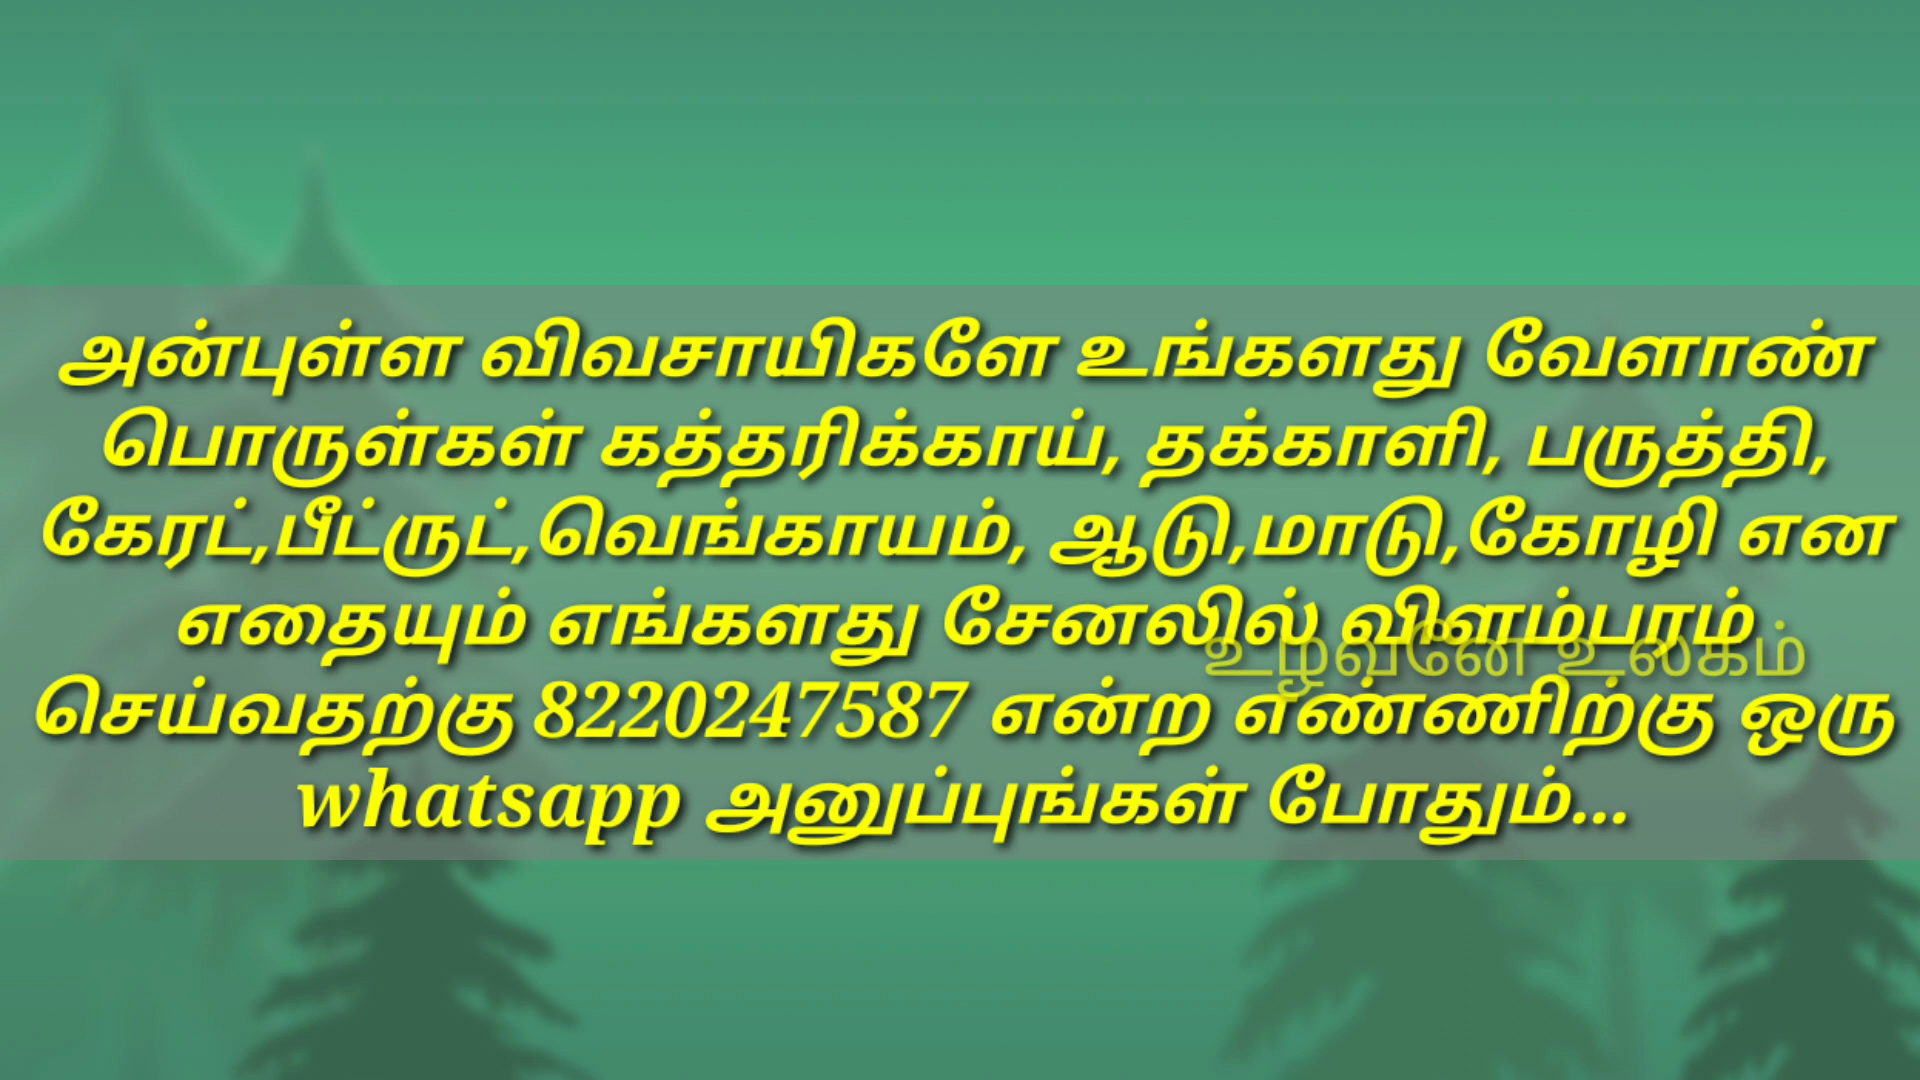 அன்புள்ள விவசாயிகளே உங்களது வேளாண்
பொருள்கள் கத்தரிக்காய், தக்காளி, பருத்தி,
கேரட்,பீட்ருட்,வெங்காயம், ஆடு,மாடு,கோழி என
எதையும் எங்களது சேனலில் விளம்பரம்
உழவனே உலகம்
செய்வதற்கு 8220247587 என்ற எண்ணிற்கு ஒரு
whatsapp அனுப்புங்கள் போதும்...